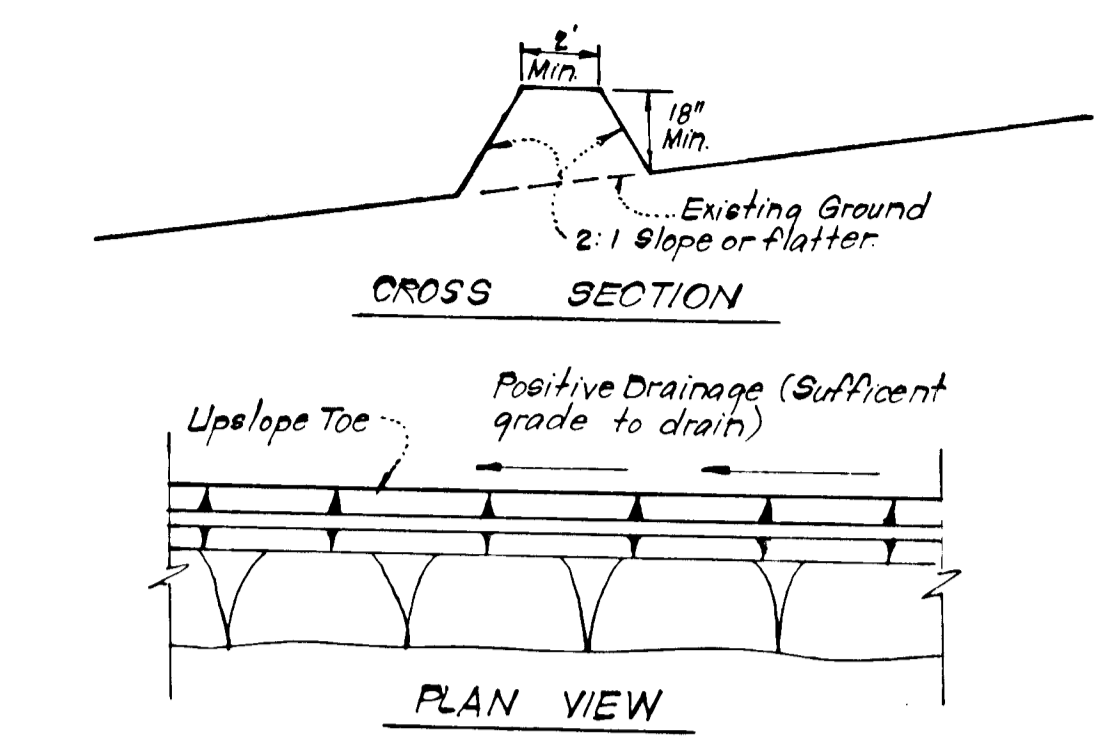 2'
Min.
18"
Min.
Existing Ground
2:1 Slope or flatter.
CROSS SECTION
Positive Drainage (Sufficent
grade to drain)
Upslope Toe
PLAN VIEW